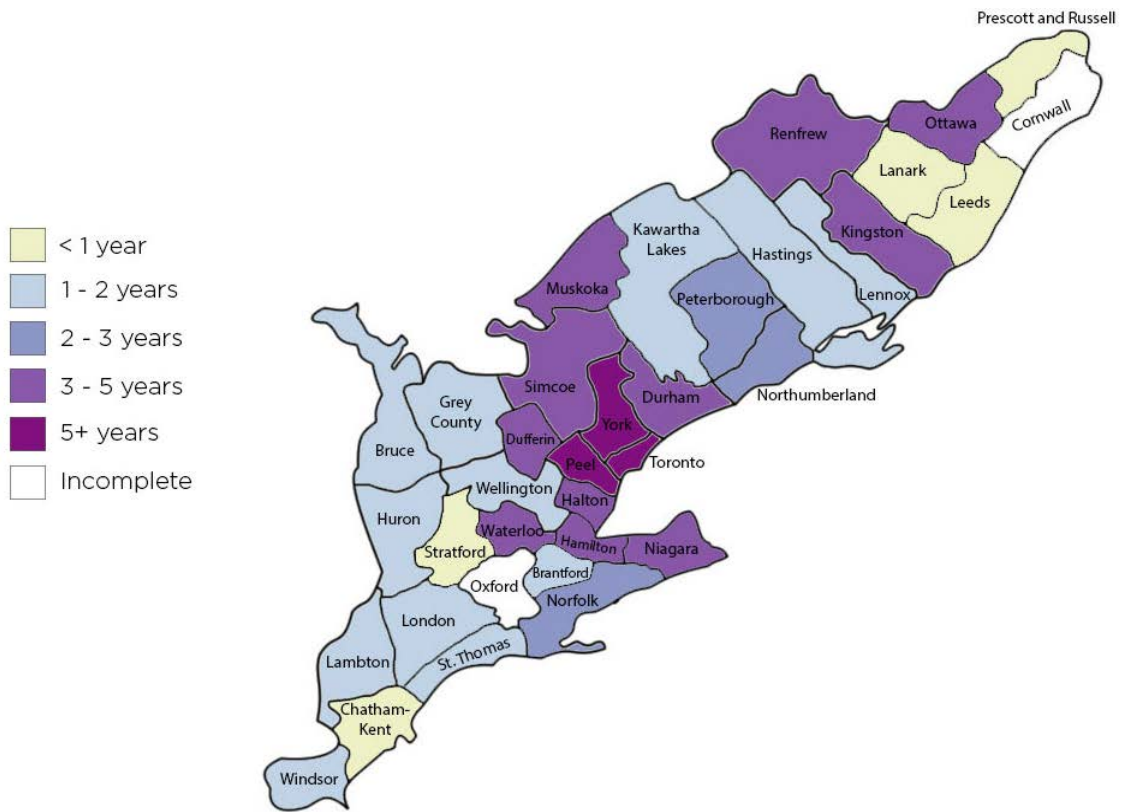 Prescott and Russell
Cornwall
Ottawa
Renfrew
Lanark
Leeds
Kingston
Kawartha
Lakes
Hastings
Lennox
Muskoka
Peterborough
Northumberland
< 1 year
1 - 2 years
2 - 3 years
3 - 5 years
5+ years
Incomplete
Simcoe
Durham
York
Grey
County
Dufferin
Bruce
Peel
Toronto
Wellington
Halton
Huron
Waterloo
Hamilton
Niagara
Stratford
Oxford
Brantford
Norfolk
London
St. Thomas
Lambton
Chatham-
Kent
Windsor